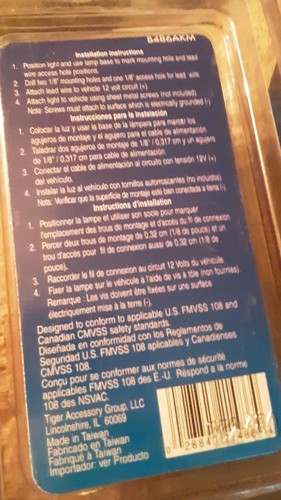 B486AKM
Installation Instructions
1. Position light and use lamp base to mark mounting hole and lead
wire access hole positions.
2. Drill two 1/8" mounting holes and one 1/8" access hole for lead wire
3. Attach lead wire to vehicle 12 volt circuit (+)
4. Attach light to vehicle using sheet metal screws (not included)
Note: Screws must attach to surface which is electrically grounded (-)
Instrucciones para la Instalación
1. Colocar la luz y usar la base de la lámpara para marcar los
agujeros de montaje y el agujero para el cable de alimentación.
2. Taladrar dos agujeros de montaje de 1/8" / 0,317 cm y un agujero
de 1/8" / 0,317 cm para cable de alimentación.
3. Conectar el cable de alimentación al circuito con tensión 12V (+)
del vehículo.
4. Instalar la luz al vehículo con tornillos autorroscantes (no incluidos)
Nota: Verificar que la superficie de montaje esté bien conectada a tierra (-)
Instructions d'installation
1. Positionner la lampe et utiliser son socle pour marquer
l'emplacement des trous de montage et d'accès du fil de connexion
2. Percer deux trous de montage de 0,32 cm (1/8 de pouce) et un
trou d'accès pour fil de connexion aussi de 0,32 cm (1/8 de
pouce).
3. Raccorder le fil de connexion au circuit 12 Volts du véhicule
4. Fixer la lampe sur le véhicule à l'aide de vis à tôle (non fournies)
Remarque : Les vis doivent être fixées sur une surface
électriquement mise à la terre (-).
Designed to conform to applicable U.S. FMVSS 108 and
Canadian CMVSS safety standards.
Diseñada en conformidad con los Reglamentos de
Seguridad U.S. FMVSS 108 aplicables y Canadienses
CMVSS 108.
Conçu pour se conformer aux normes de sécurité
applicables FMVSS 108 des É.-U. Répond à la norme
108 des NSVAC.
Tiger Accessory Group, LLC
Lincolnshire, IL 60069
Made in Taiwan
Fabricado en Taiwan
Fabriqué à Taiwan
Importador: ver Producto